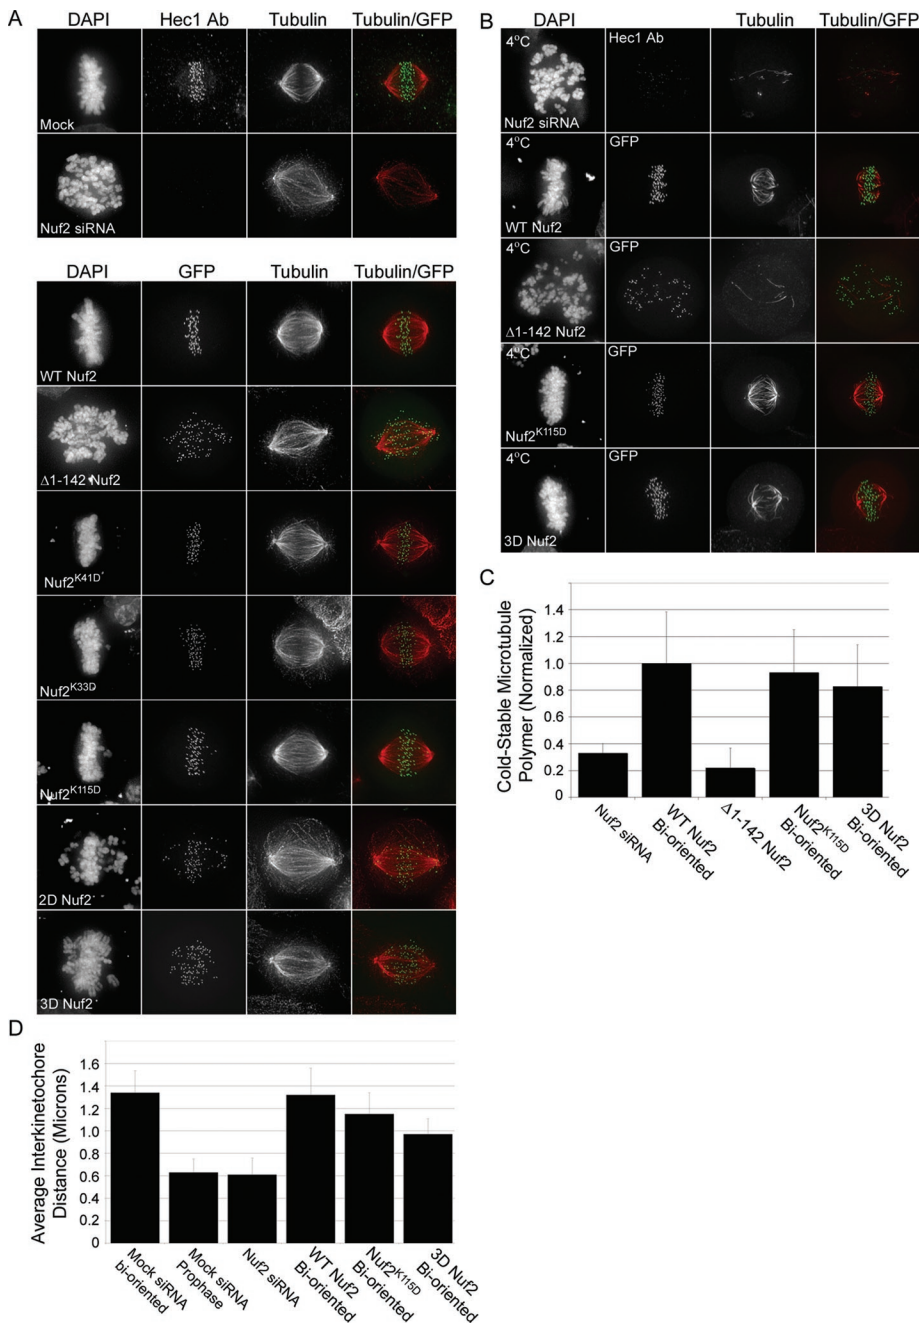 A
DAPI Hec1 Ab Tubulin Tubulin/GFP
Mock
Nuf2 siRNA
DAPI GFP Tubulin Tubulin/GFP
WT Nuf2
Δ1-142 Nuf2
Nuf2K41D
Nuf2K33D
Nuf2K115D
2D Nuf2
3D Nuf2
B
DAPI Tubulin Tubulin/GFP
4°C Hec1 Ab
Nuf2 siRNA
4°C GFP
WT Nuf2
4°C GFP
Δ1-142 Nuf2
4°C GFP
Nuf2K115D
4°C GFP
3D Nuf2
C
Cold-Stable Microtubule
Polymer (Normalized)
1.4
1.2
1.0
0.8
0.6
0.4
0.2
0
Nuf2 siRNA
WT Nuf2
Bi-oriented
Δ1-142 Nuf2
Nuf2K115D
Bi-oriented
3D Nuf2
Bi-oriented
D
Average Interkinetochore
Distance (Microns)
1.6
1.4
1.2
1.0
0.8
0.6
0.4
0.2
0
Mock siRNA
bi-oriented
Mock siRNA
Prophase
Nuf2 siRNA
WT Nuf2
Bi-oriented
Nuf2K115D
Bi-oriented
3D Nuf2
Bi-oriented